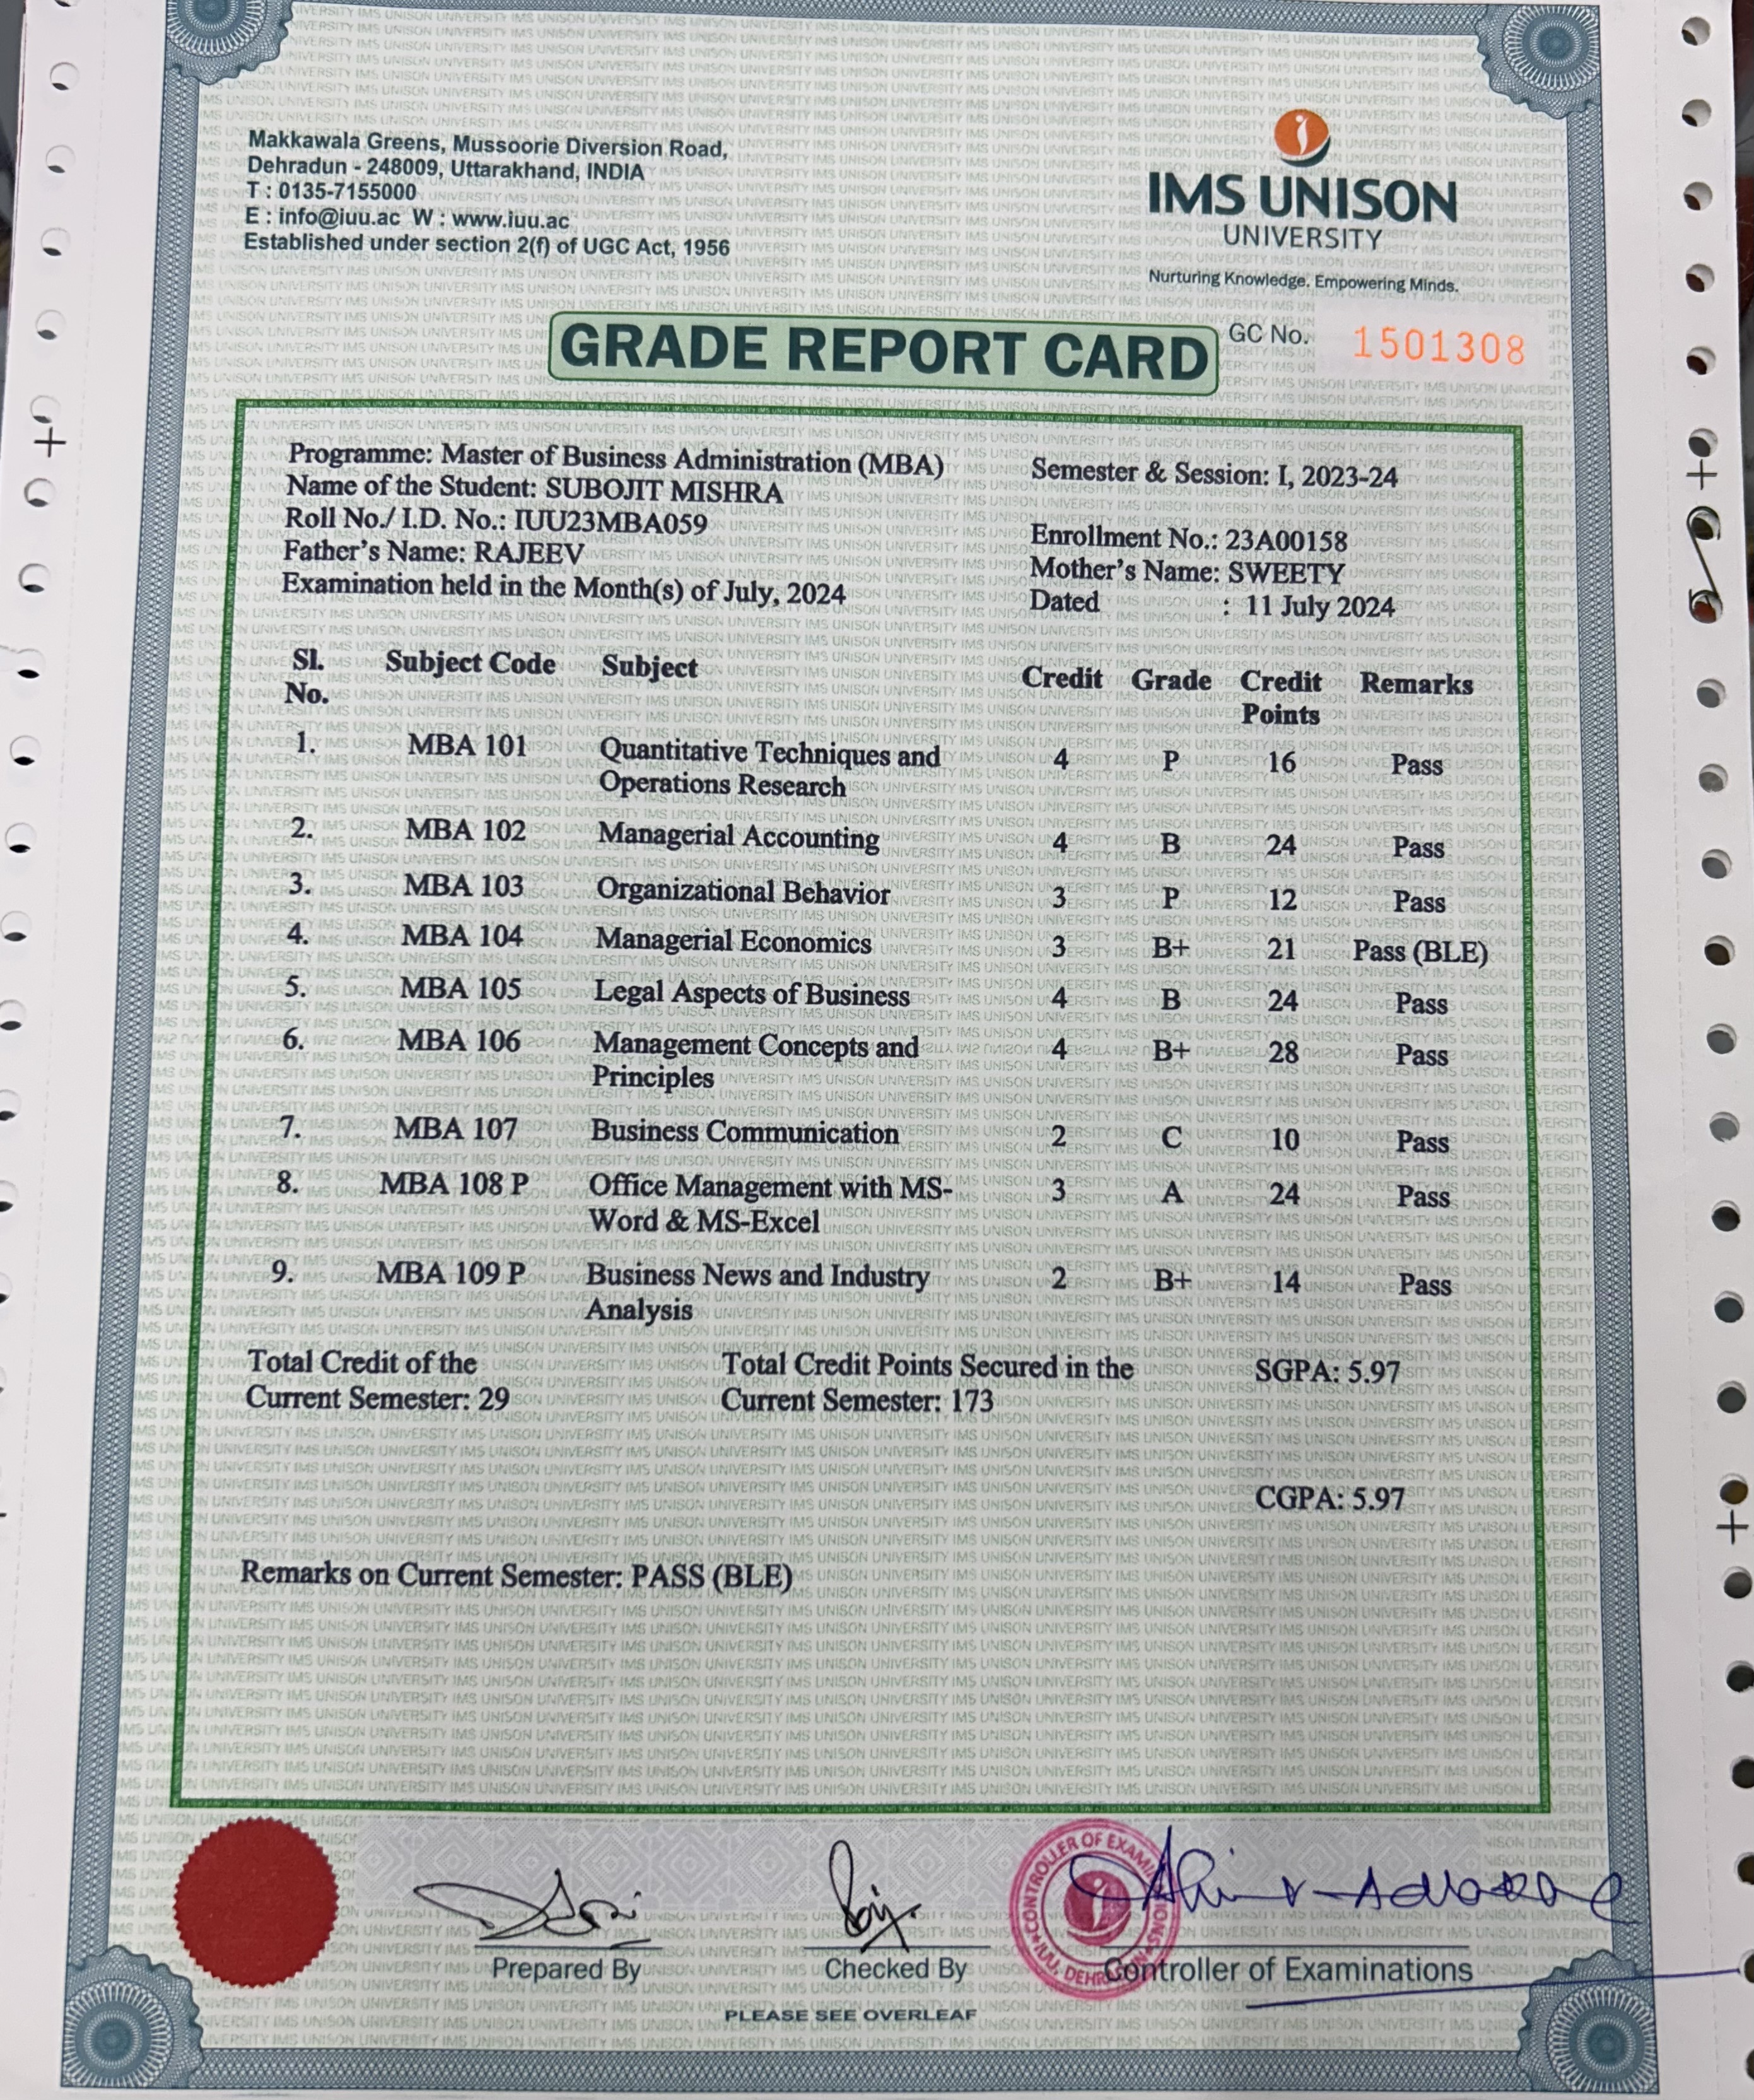 Makkawala Greens, Mussoorie Diversion Road,
Dehradun - 248009, Uttarakhand, INDIA
T : 0135-7155000
E : info@iuu.ac W : www.iuu.ac
Established under section 2(f) of UGC Act, 1956
IMS UNISON
UNIVERSITY
Nurturing Knowledge. Empowering Minds.
GRADE REPORT CARD
GC No. 1501308
Programme: Master of Business Administration (MBA)
Semester & Session: I, 2023-24
Name of the Student: SUBOJIT MISHRA
Roll No./ I.D. No.: IUU23MBA059
Enrollment No.: 23A00158
Father's Name: RAJEEV
Mother's Name: SWEETY
Examination held in the Month(s) of July, 2024
Dated : 11 July 2024
Sl. Subject Code Subject Credit Grade Credit Remarks
No. Points
1. MBA 101 Quantitative Techniques and 4 P 16 Pass
Operations Research
2. MBA 102 Managerial Accounting 4 B 24 Pass
3. MBA 103 Organizational Behavior 3 P 12 Pass
4. MBA 104 Managerial Economics 3 B+ 21 Pass (BLE)
5. MBA 105 Legal Aspects of Business 4 B 24 Pass
6. MBA 106 Management Concepts and 4 B+ 28 Pass
Principles
7. MBA 107 Business Communication 2 C 10 Pass
8. MBA 108 P Office Management with MS- 3 A 24 Pass
Word & MS-Excel
9. MBA 109 P Business News and Industry 2 B+ 14 Pass
Analysis
Total Credit of the Total Credit Points Secured in the SGPA: 5.97
Current Semester: 29 Current Semester: 173
CGPA: 5.97
Remarks on Current Semester: PASS (BLE)
CONTROLLER OF EXAMINATIONS
IUU, DEHR
Prepared By Checked By Controller of Examinations
PLEASE SEE OVERLEAF